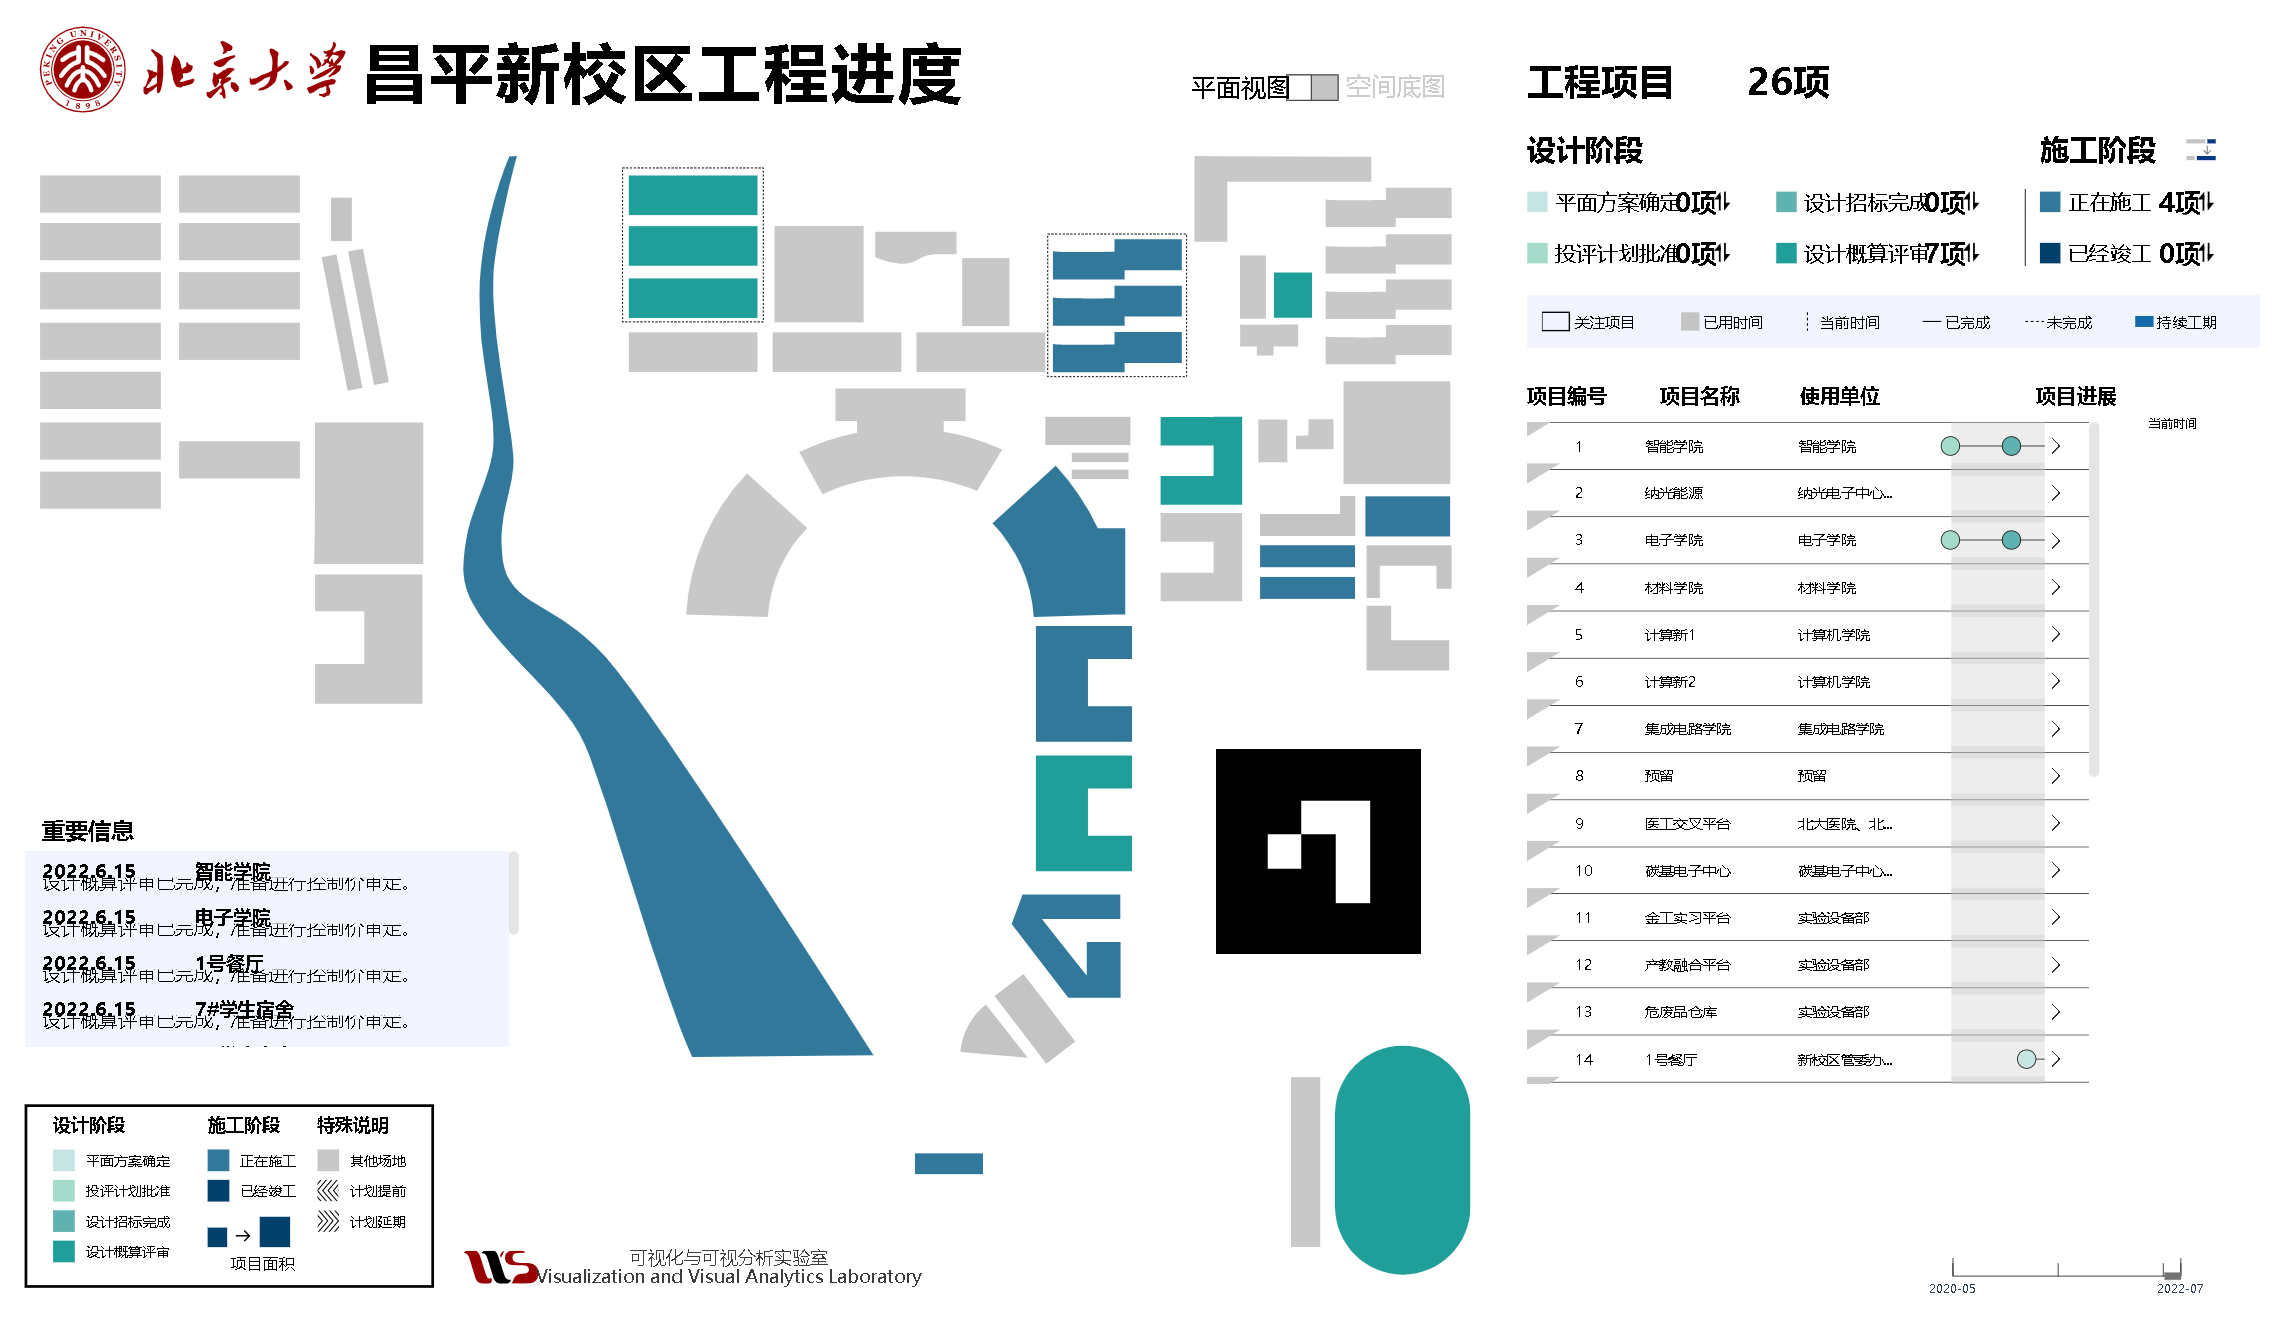 PEKING UNIVERSITY
1898
北京大学 昌平新校区工程进度
平面视图 空间底图
工程项目 26项
设计阶段 施工阶段
平面方案确定 0项 设计招标完成 0项 正在施工 4项
投评计划批准 0项 设计概算评审 7项 已经竣工 0项
关注项目 已用时间 当前时间 已完成 未完成 持续工期
项目编号 项目名称 使用单位 项目进展
当前时间
1 智能学院 智能学院
2 纳光能源 纳光电子中心...
3 电子学院 电子学院
4 材料学院 材料学院
5 计算新1 计算机学院
6 计算新2 计算机学院
7 集成电路学院 集成电路学院
8 预留 预留
9 医工交叉平台 北大医院、北...
10 碳基电子中心 碳基电子中心...
11 金工实习平台 实验设备部
12 产教融合平台 实验设备部
13 危废品仓库 实验设备部
14 1号餐厅 新校区管委办...
2020-05 2022-07
重要信息
2022.6.15 智能学院
设计概算评审已完成，准备进行控制价审定。
2022.6.15 电子学院
设计概算评审已完成，准备进行控制价审定。
2022.6.15 1号餐厅
设计概算评审已完成，准备进行控制价审定。
2022.6.15 7#学生宿舍
设计概算评审已完成，准备进行控制价审定。
设计阶段 施工阶段 特殊说明
平面方案确定 正在施工 其他场地
投评计划批准 已经竣工 计划提前
设计招标完成 计划延期
设计概算评审 项目面积
可视化与可视分析实验室
Visualization and Visual Analytics Laboratory